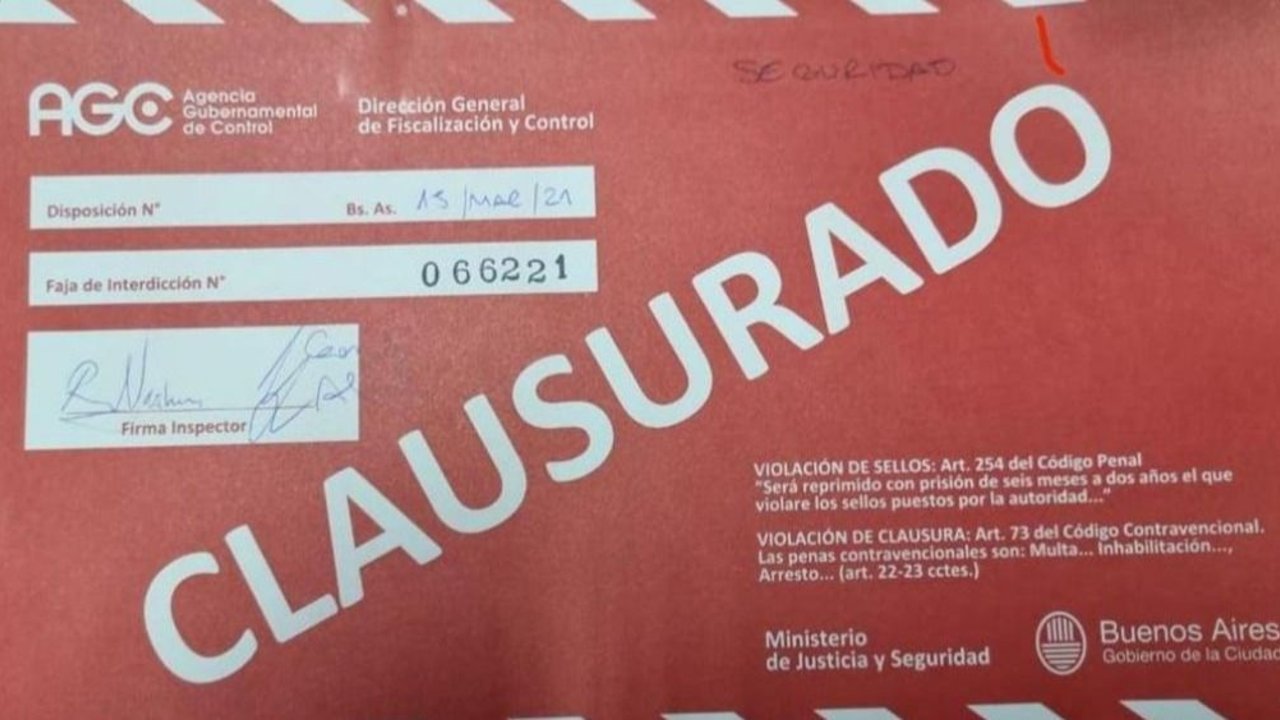 SEGURIDAD
AGC Agencia
Gubernamental
de Control
Dirección General
de Fiscalización y Control
Disposición N° Bs. As. 15/MAR/21
Faja de Interdicción N° 066221
Firma Inspector
CLAUSURADO
VIOLACIÓN DE SELLOS: Art. 254 del Código Penal
"Será reprimido con prisión de seis meses a dos años el que
violare los sellos puestos por la autoridad..."
VIOLACIÓN DE CLAUSURA: Art. 73 del Código Contravencional.
Las penas contravencionales son: Multa... Inhabilitación...,
Arresto... (art. 22-23 cctes.)
Ministerio
de Justicia y Seguridad
Buenos Aires
Gobierno de la Ciudad